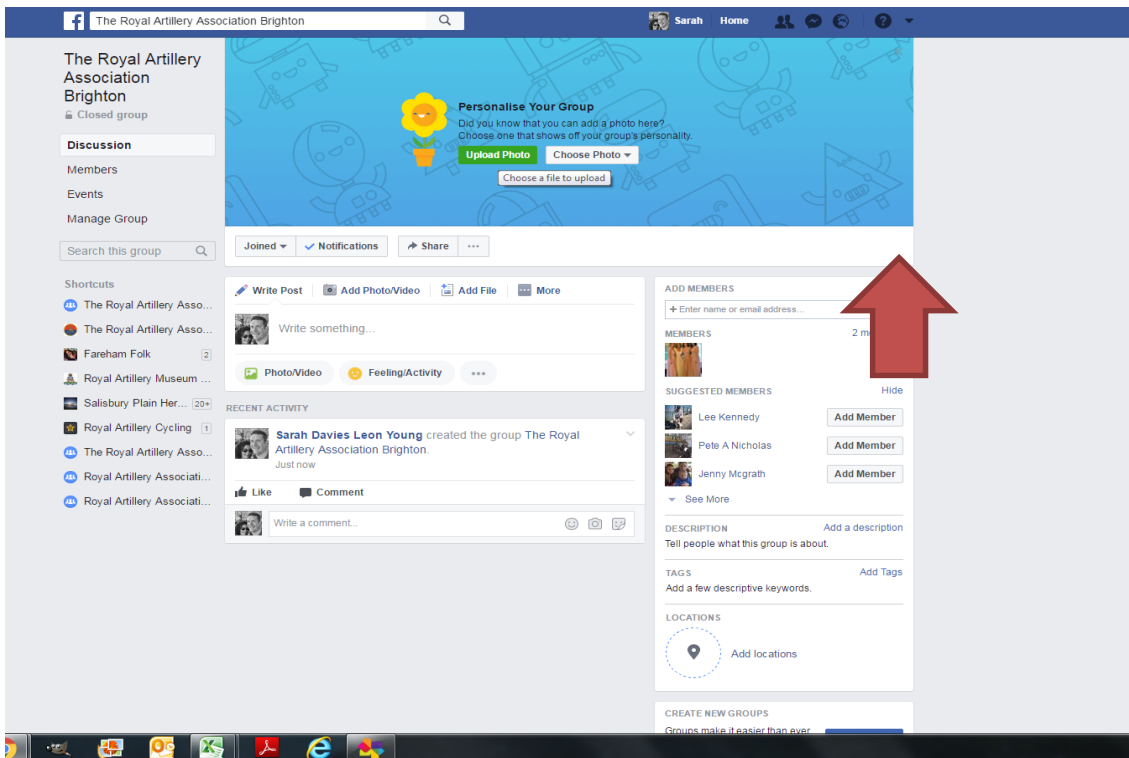 The Royal Artillery Association Brighton
Sarah Home
The Royal Artillery
Association
Brighton
Closed group
Discussion
Members
Events
Manage Group
Search this group
Shortcuts
The Royal Artillery Asso...
The Royal Artillery Asso...
Fareham Folk 2
Royal Artillery Museum ...
Salisbury Plain Her... 20+
Royal Artillery Cycling 1
The Royal Artillery Asso...
Royal Artillery Associati...
Royal Artillery Associati...
Personalise Your Group
Did you know that you can add a photo here?
Choose one that shows off your group's personality.
Upload Photo Choose Photo
Choose a file to upload
Joined Notifications Share ...
Write Post Add Photo/Video Add File More
Write something...
Photo/Video Feeling/Activity ...
RECENT ACTIVITY
Sarah Davies Leon Young created the group The Royal
Artillery Association Brighton.
Just now
Like Comment
Write a comment...
ADD MEMBERS
+ Enter name or email address...
MEMBERS 2
SUGGESTED MEMBERS Hide
Lee Kennedy Add Member
Pete A Nicholas Add Member
Jenny Mcgrath Add Member
See More
DESCRIPTION Add a description
Tell people what this group is about.
TAGS Add Tags
Add a few descriptive keywords.
LOCATIONS
Add locations
CREATE NEW GROUPS
Groups make it easier than ever